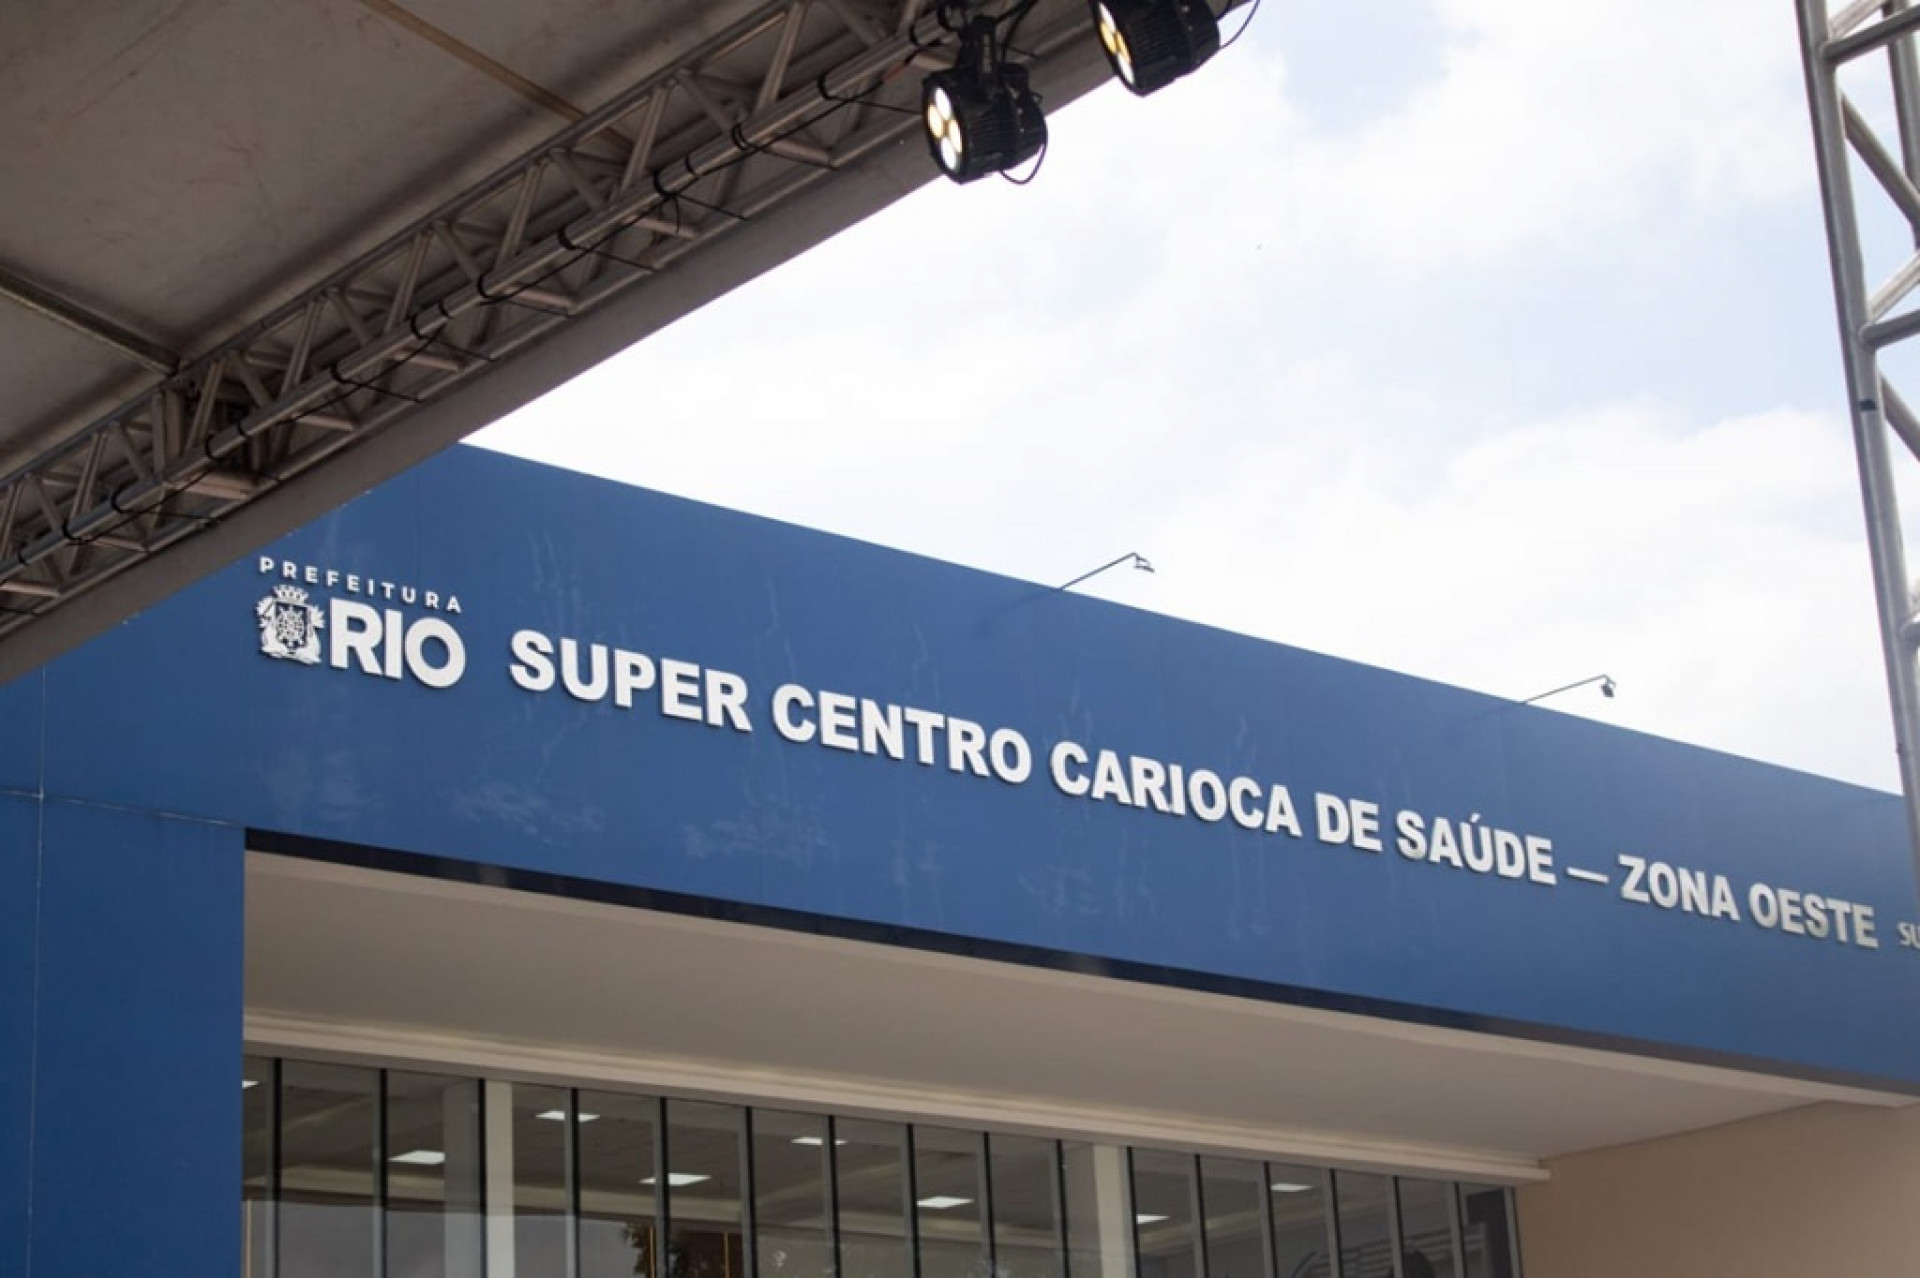 PREFEITURA
RIO
SUPER CENTRO CARIOCA DE SAÚDE — ZONA OESTE